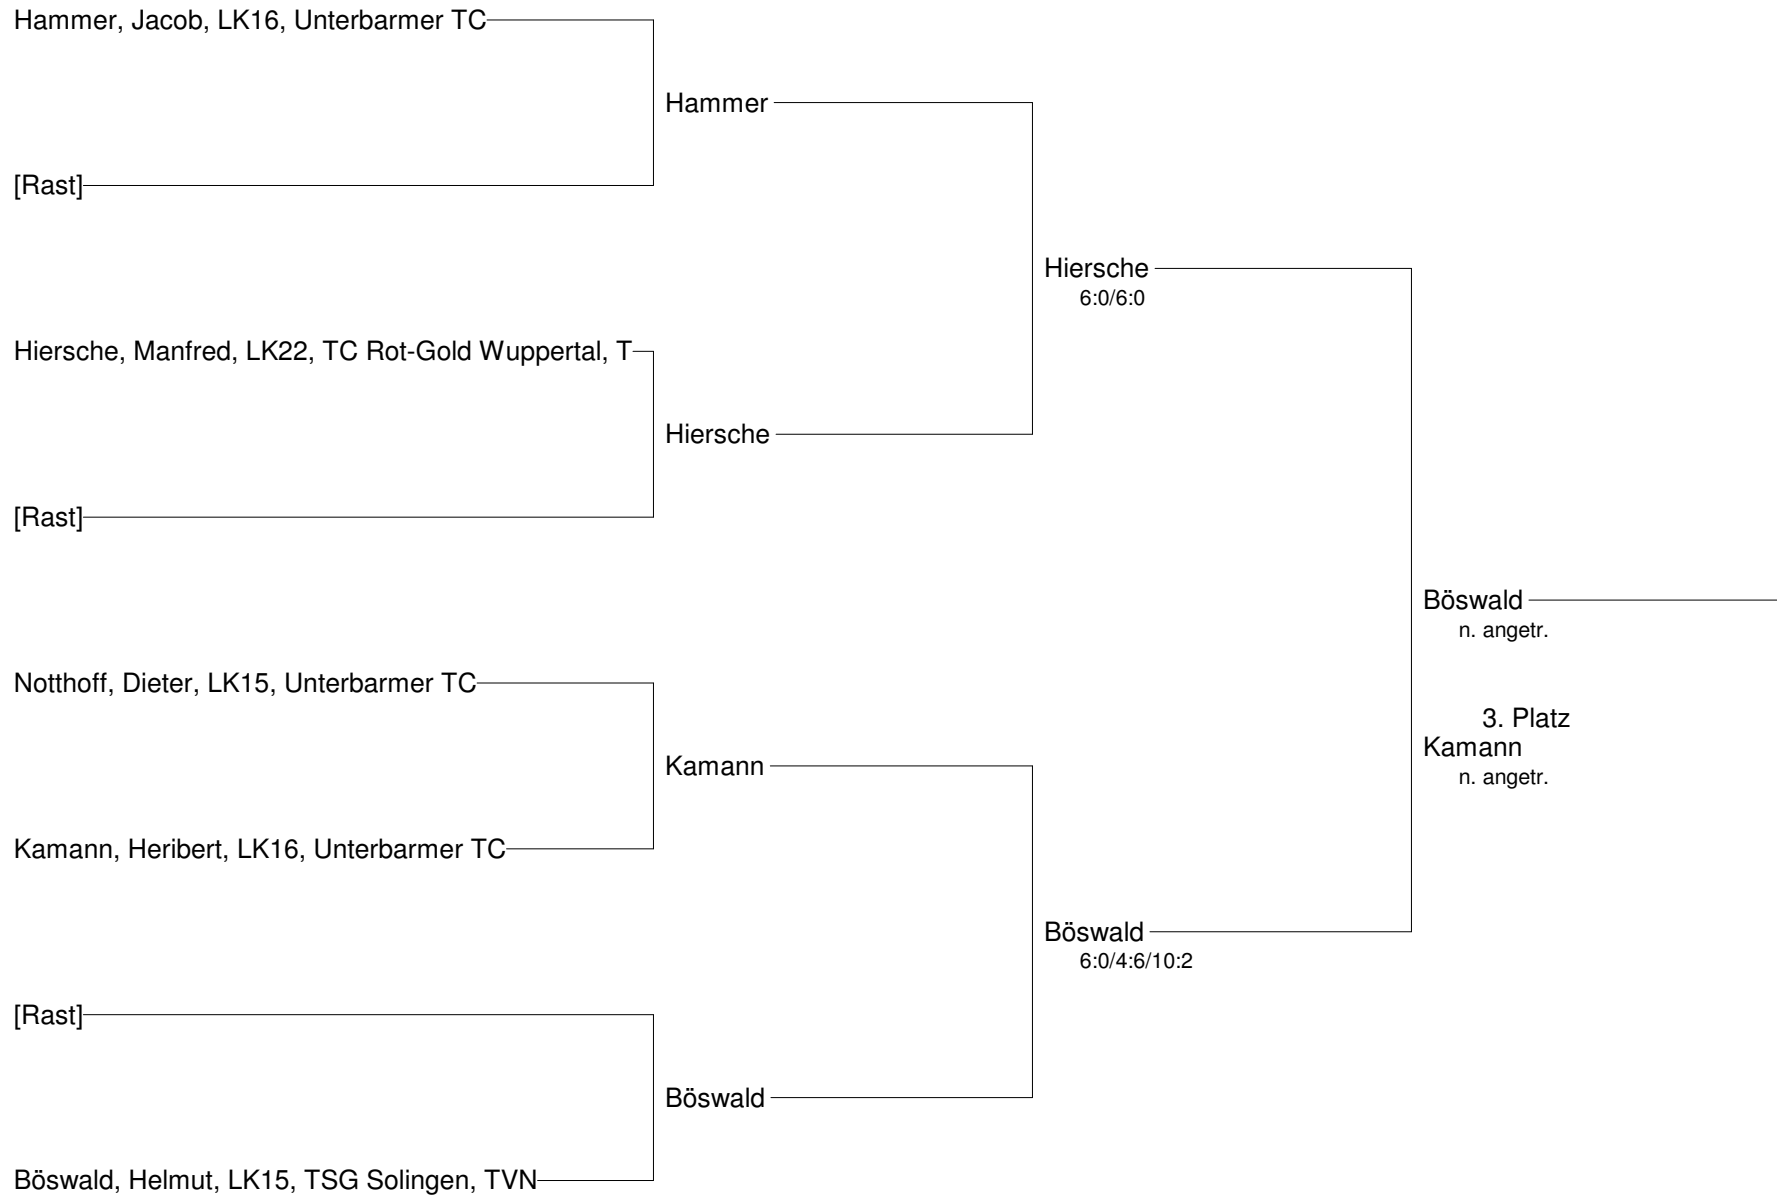 Hammer, Jacob, LK16, Unterbarmer TC
Hammer
[Rast]
Hiersche
6:0/6:0
Hiersche, Manfred, LK22, TC Rot-Gold Wuppertal, T
Hiersche
[Rast]
Böswald
n. angetr.
Notthoff, Dieter, LK15, Unterbarmer TC
3. Platz
Kamann
n. angetr.
Kamann
Kamann, Heribert, LK16, Unterbarmer TC
Böswald
6:0/4:6/10:2
[Rast]
Böswald
Böswald, Helmut, LK15, TSG Solingen, TVN